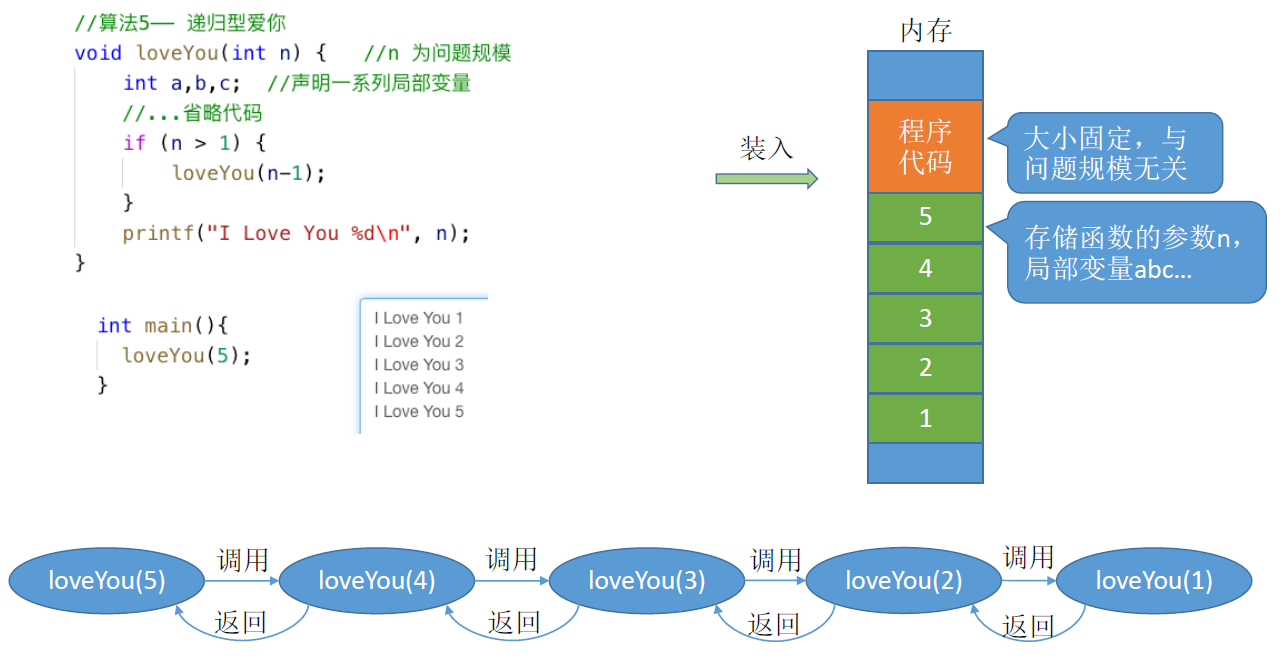 //算法5—— 递归型爱你
void loveYou(int n) {   //n 为问题规模
    int a,b,c;  //声明一系列局部变量
    //...省略代码
    if (n > 1) {
        loveYou(n-1);
    }
    printf("I Love You %d\n", n);
}
int main(){
  loveYou(5);
}
I Love You 1
I Love You 2
I Love You 3
I Love You 4
I Love You 5
装入
内存
程序
代码
5
4
3
2
1
大小固定，与
问题规模无关
存储函数的参数n，
局部变量abc...
loveYou(5)
调用
返回
loveYou(4)
调用
返回
loveYou(3)
调用
返回
loveYou(2)
调用
返回
loveYou(1)